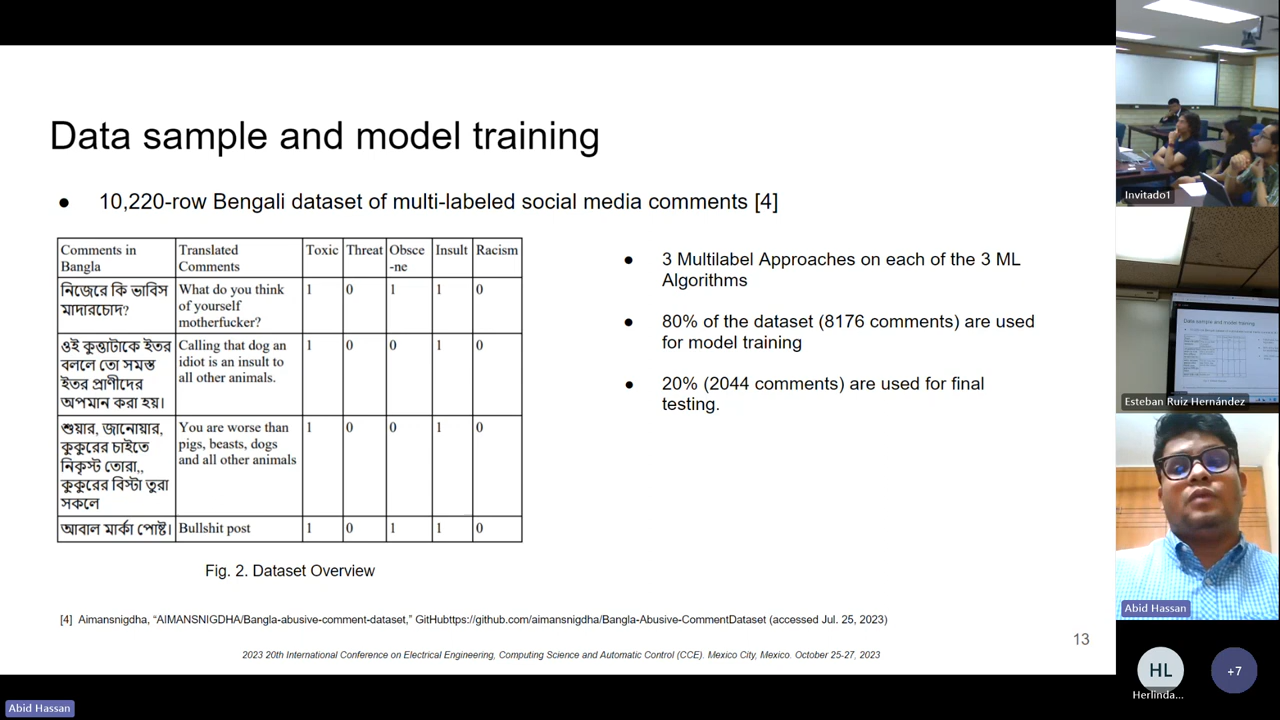 Data sample and model training
● 10,220-row Bengali dataset of multi-labeled social media comments [4]
Comments in
Bangla
Translated
Comments
Toxic
Threat
Obsce
-ne
Insult
Racism
নিজেরে কি ভাবিস
মাদারচোদ?
What do you think
of yourself
motherfucker?
1
0
1
1
0
ওই কুত্তাটাকে ইতর
বললে তো সমস্ত
ইতর প্রাণীদের
অপমান করা হয়।
Calling that dog an
idiot is an insult to
all other animals.
1
0
0
1
0
শুয়ার, জানোয়ার,
কুকুরের চাইতে
নিকৃস্ট তোরা,,
কুকুরের বিস্টা তুরা
সকলে
You are worse than
pigs, beasts, dogs
and all other animals
1
0
0
1
0
আবাল মার্কা পোষ্ট।
Bullshit post
1
0
1
1
0
Fig. 2. Dataset Overview
● 3 Multilabel Approaches on each of the 3 ML
Algorithms
● 80% of the dataset (8176 comments) are used
for model training
● 20% (2044 comments) are used for final
testing.
[4] Aimansnigdha, “AIMANSNIGDHA/Bangla-abusive-comment-dataset,” GitHubttps://github.com/aimansnigdha/Bangla-Abusive-CommentDataset (accessed Jul. 25, 2023)
13
2023 20th International Conference on Electrical Engineering, Computing Science and Automatic Control (CCE). Mexico City, Mexico. October 25-27, 2023
Abid Hassan
Invitado1
Data sample and model training
Esteban Ruiz Hernández
Abid Hassan
HL
Herlinda...
+7